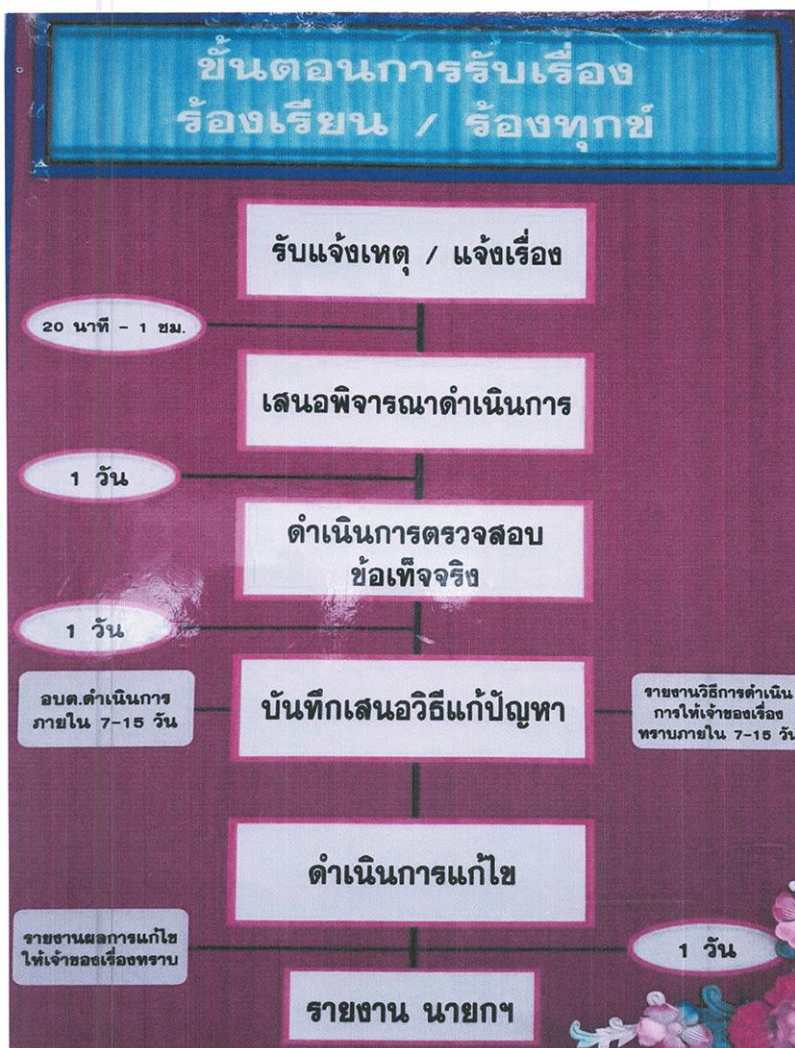 ขั้นตอนการรับเรื่อง
ร้องเรียน / ร้องทุกข์
รับแจ้งเหตุ / แจ้งเรื่อง
20 นาที - 1 ชม.
เสนอพิจารณาดำเนินการ
1 วัน
ดำเนินการตรวจสอบ
ข้อเท็จจริง
1 วัน
อบต.ดำเนินการ
ภายใน 7-15 วัน
บันทึกเสนอวิธีแก้ปัญหา
รายงานวิธีการดำเนิน
การให้เจ้าของเรื่อง
ทราบภายใน 7-15 วัน
ดำเนินการแก้ไข
รายงานผลการแก้ไข
ให้เจ้าของเรื่องทราบ
1 วัน
รายงาน นายกฯ